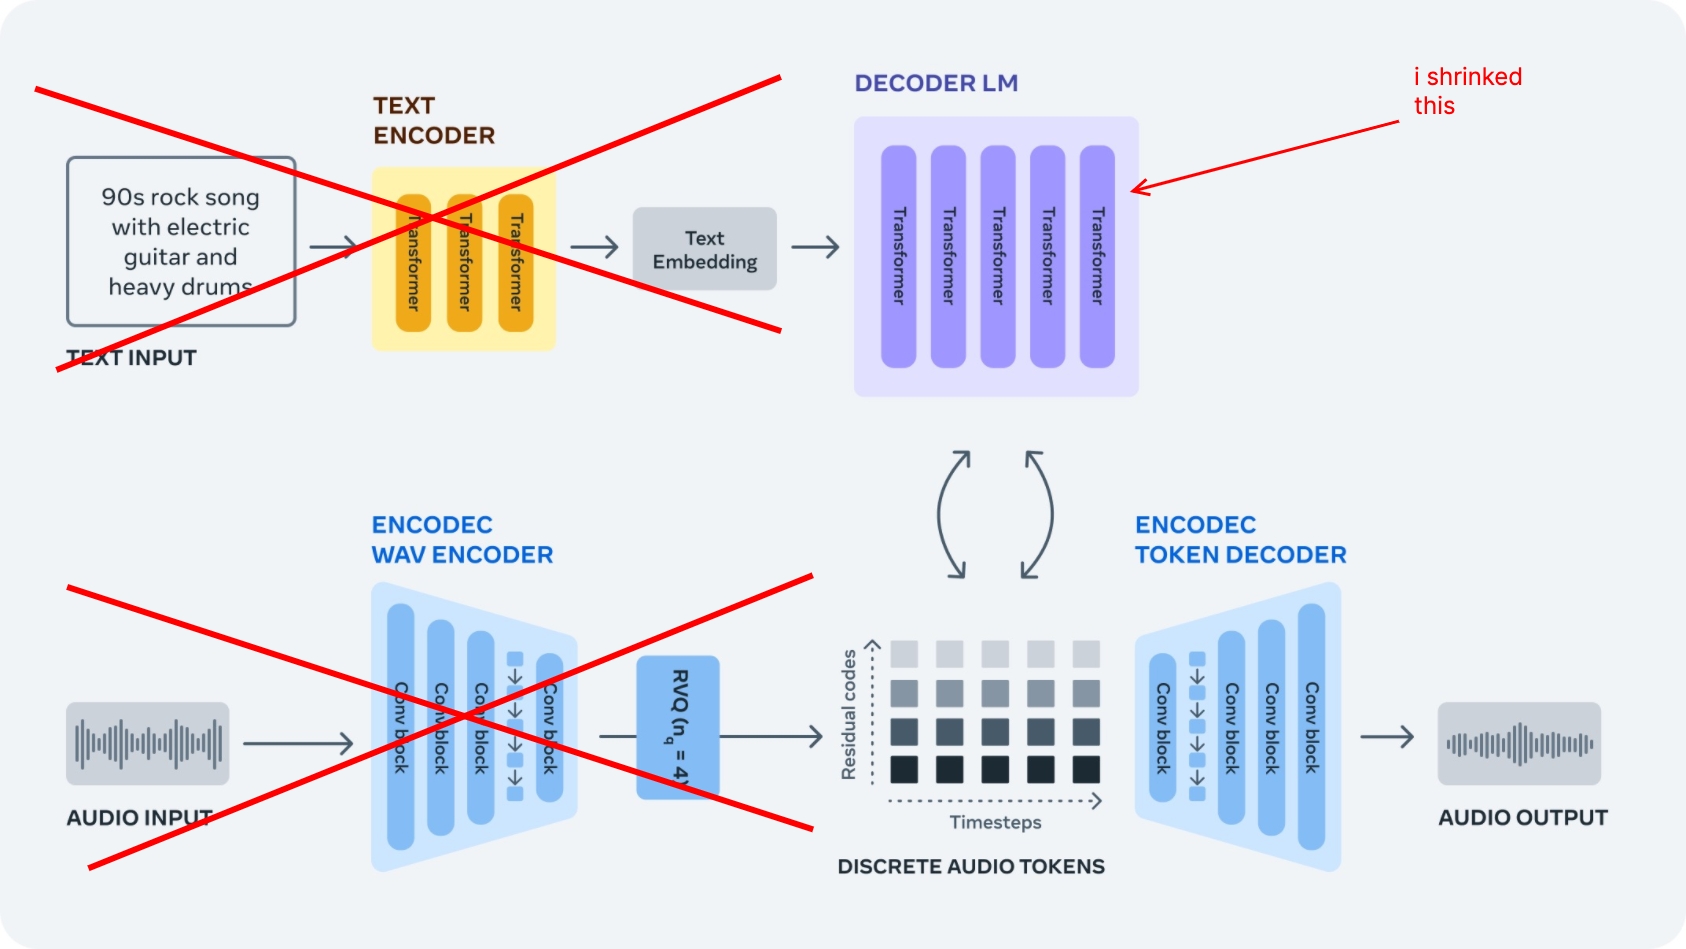 TEXT
ENCODER
DECODER LM
i shrinked
this
90s rock song
with electric
guitar and
heavy drums
TEXT INPUT
Transformer
Transformer
Transformer
Text
Embedding
Transformer
Transformer
Transformer
Transformer
Transformer
ENCODEC
WAV ENCODER
ENCODEC
TOKEN DECODER
AUDIO INPUT
Conv block
Conv block
Conv block
Conv block
RVQ (n_q = 4)
Residual codes
Timesteps
DISCRETE AUDIO TOKENS
Conv block
Conv block
Conv block
Conv block
AUDIO OUTPUT